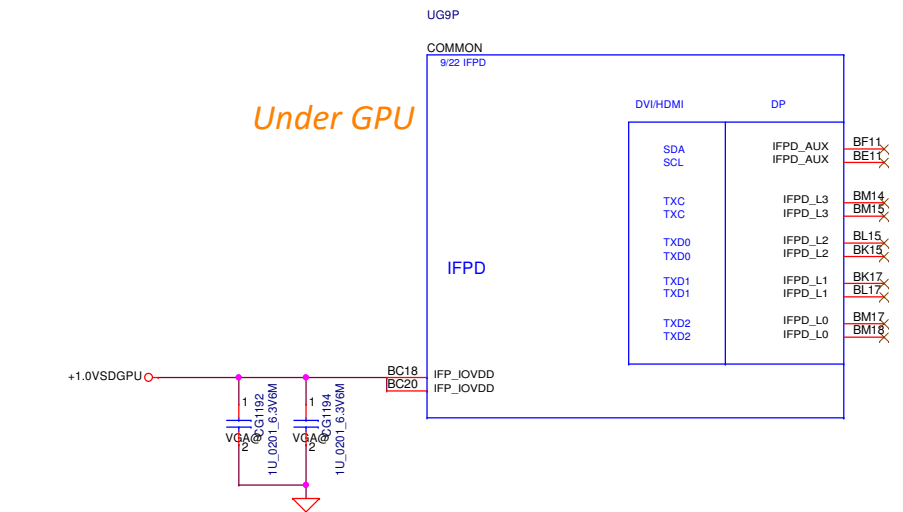 UG9P
COMMON
9/22 IFPD
Under GPU
DVI/HDMI DP
SDA IFPD_AUX BF11
SCL IFPD_AUX BE11
TXC IFPD_L3 BM14
TXC IFPD_L3 BM15
TXD0 IFPD_L2 BL15
TXD0 IFPD_L2 BK15
IFPD
TXD1 IFPD_L1 BK17
TXD1 IFPD_L1 BL17
TXD2 IFPD_L0 BM17
TXD2 IFPD_L0 BM18
+1.0VSDGPU
BC18 IFP_IOVDD
BC20 IFP_IOVDD
1 1
CG1192
1U_0201_6.3V6M
CG1194
1U_0201_6.3V6M
VGA@ VGA@
2 2